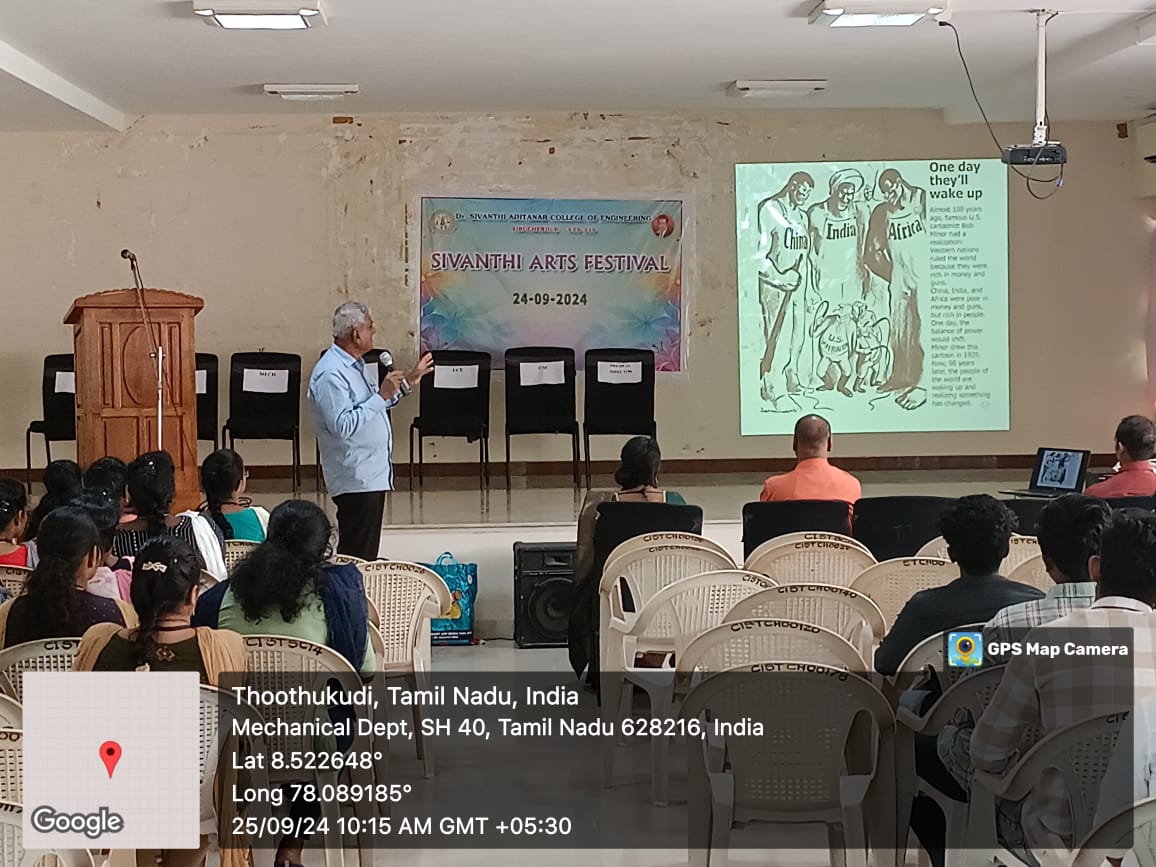 Dr. SIVANTHI ADITANAR COLLEGE OF ENGINEERING
SIVANTHI ARTS FESTIVAL
24-09-2024
One day
they'll
wake up
Almost 100 years
ago, famous U.S.
cartoonist Bob
Minor had a
realisation:
Western nations
ruled the world
because they were
rich in money and
guns.
China, India, and
Africa were poor in
money and guns,
but rich in people.
One day, the
balance of power
would shift.
Minor drew this
cartoon in 1925.
Now, 98 years
later, the people of
the world are
waking up and
realizing something
has changed.
China
India
Africa
U.S.
MECH
ECE
CSE
PHYSICAL
DIRECTOR
CISTSC14
CISTCHOO120
CISTCHOO178
GPS Map Camera
Thoothukudi, Tamil Nadu, India
Mechanical Dept, SH 40, Tamil Nadu 628216, India
Lat 8.522648°
Long 78.089185°
25/09/24 10:15 AM GMT +05:30
Google